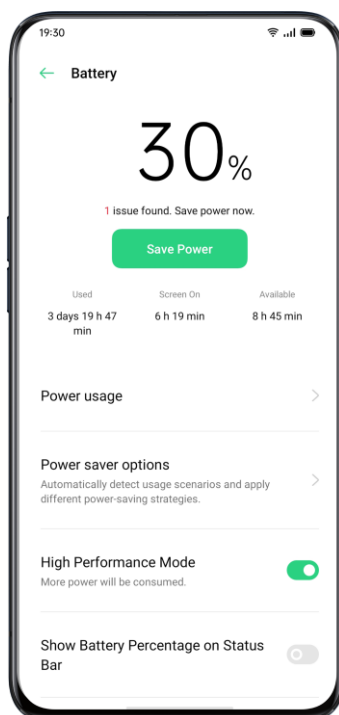 19:30
Battery
30%
1 issue found. Save power now.
Save Power
Used
Screen On
Available
3 days 19 h 47
min
6 h 19 min
8 h 45 min
Power usage
Power saver options
Automatically detect usage scenarios and apply
different power-saving strategies.
High Performance Mode
More power will be consumed.
Show Battery Percentage on Status
Bar